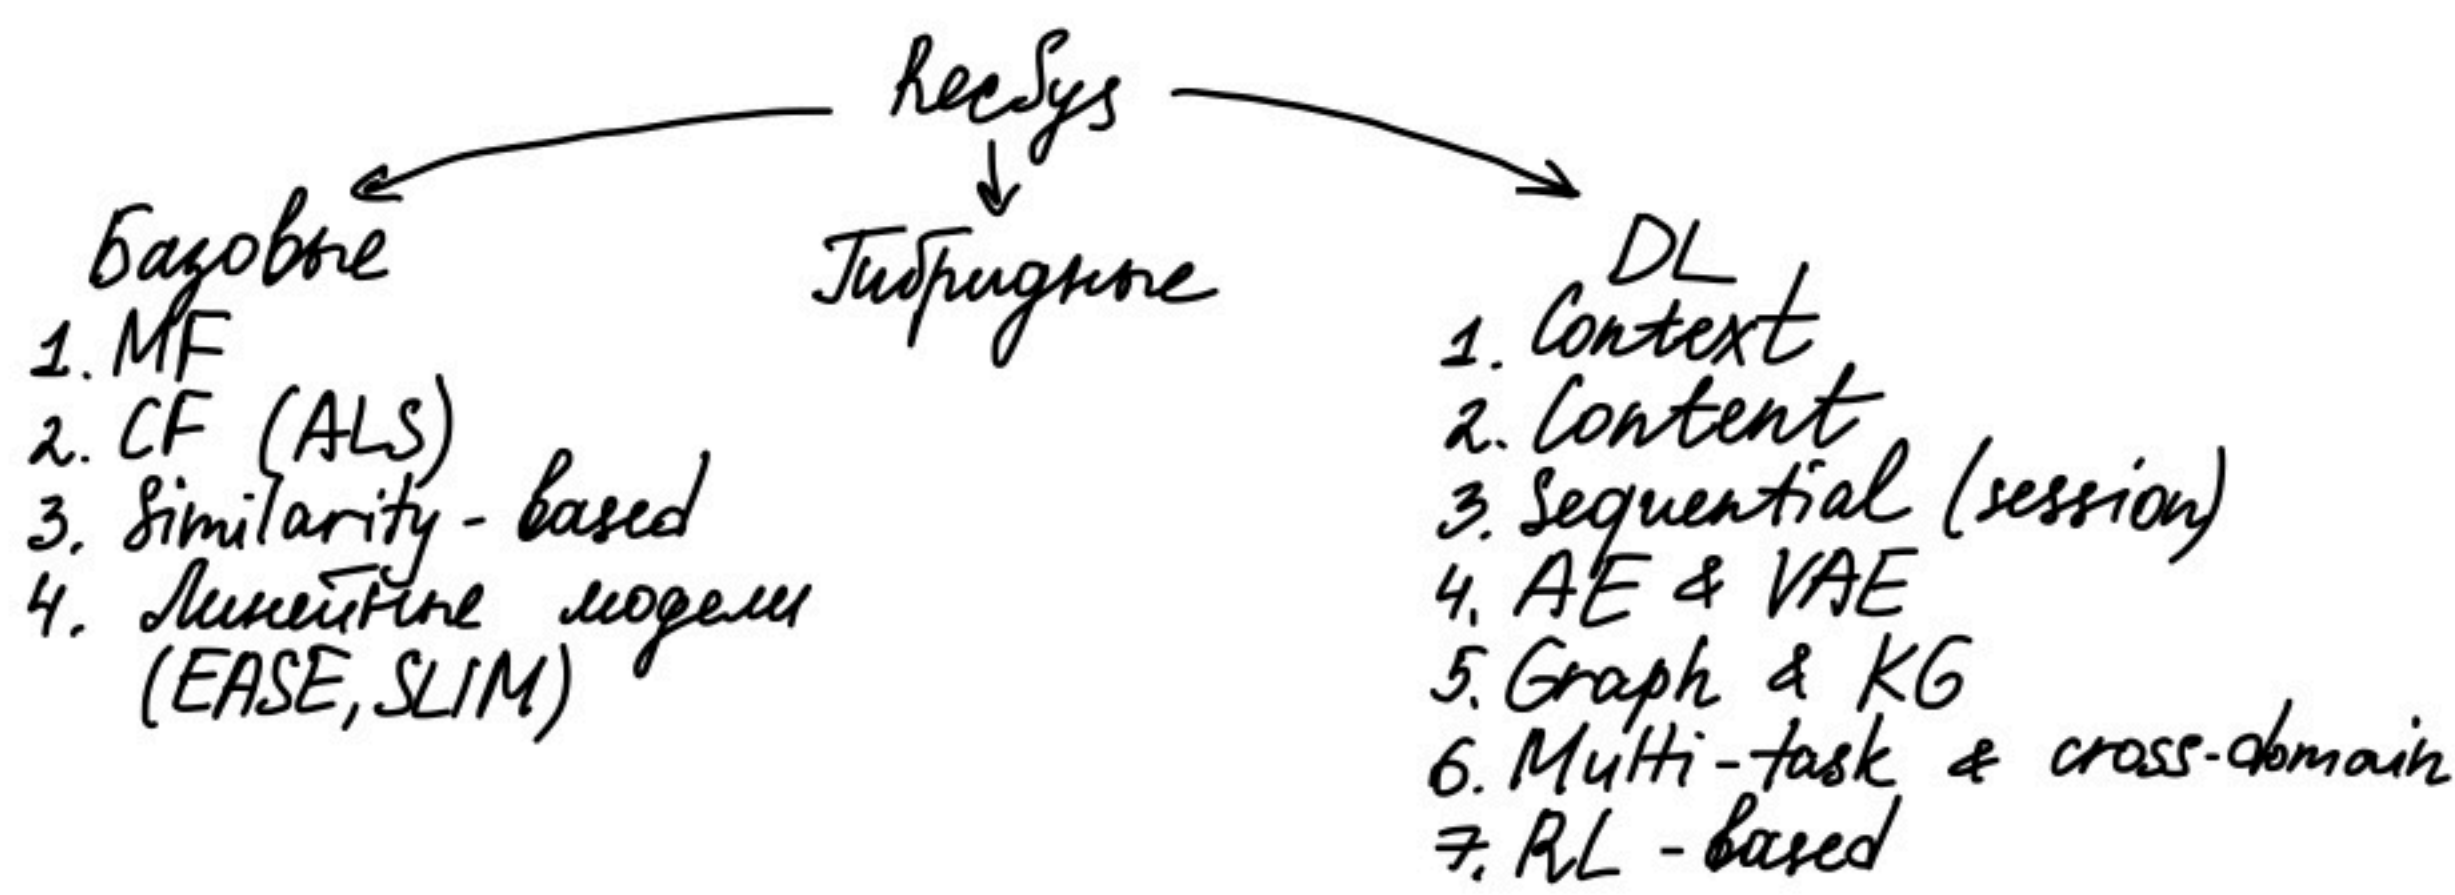 RecSys
Базовые
1. MF
2. CF (ALS)
3. Similarity-based
4. Линейные модели
(EASE, SLIM)
Гибридные
DL
1. Context
2. Content
3. Sequential (session)
4. AE & VAE
5. Graph & KG
6. Multi-task & cross-domain
7. RL-based